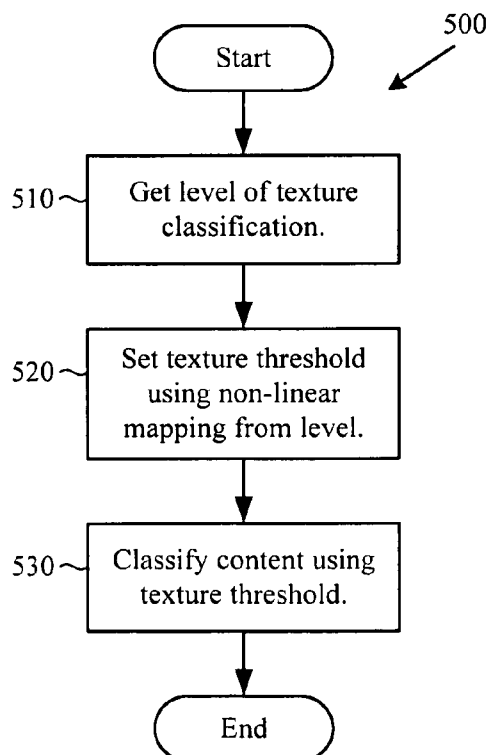 500
Start
510
Get level of texture
classification.
520
Set texture threshold
using non-linear
mapping from level.
530
Classify content using
texture threshold.
End